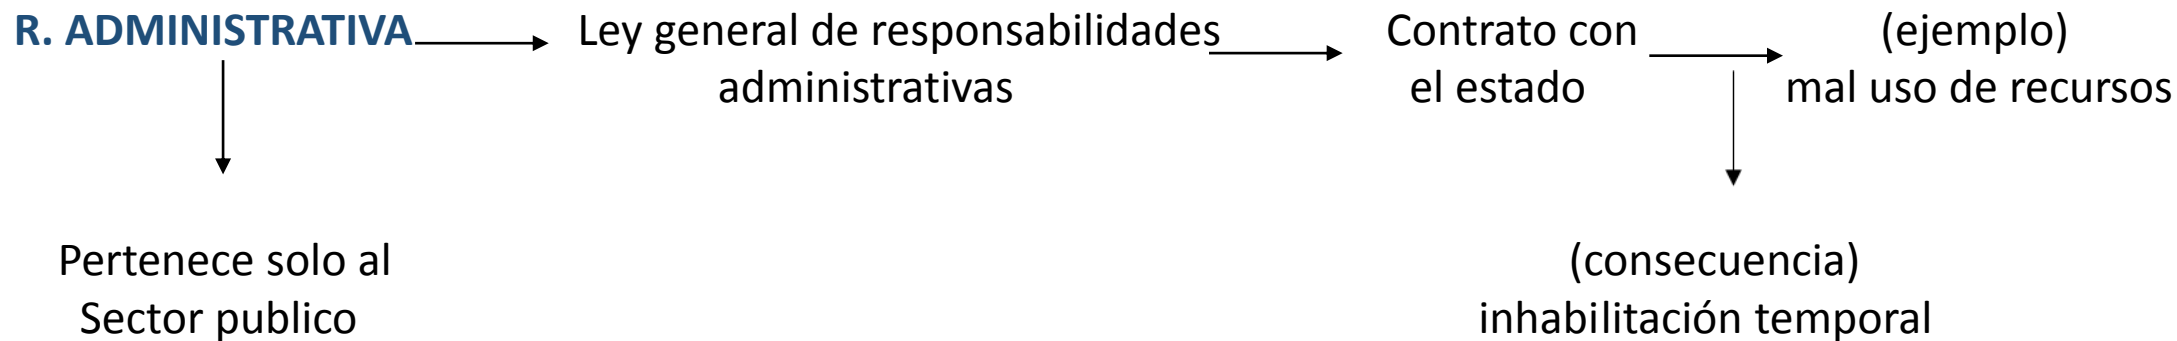 R. ADMINISTRATIVA
Ley general de responsabilidades
administrativas
Contrato con
el estado
(ejemplo)
mal uso de recursos
Pertenece solo al
Sector publico
(consecuencia)
inhabilitación temporal